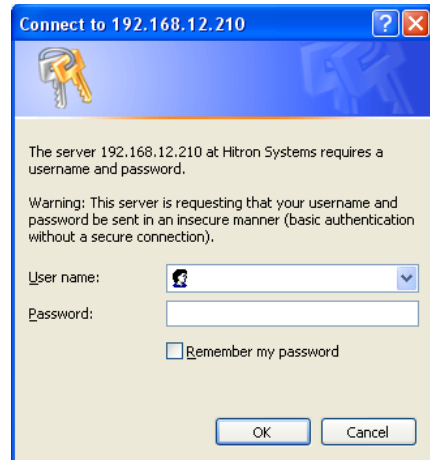 Connect to 192.168.12.210
The server 192.168.12.210 at Hitron Systems requires a
username and password.
Warning: This server is requesting that your username and
password be sent in an insecure manner (basic authentication
without a secure connection).
User name:
Password:
Remember my password
OK Cancel